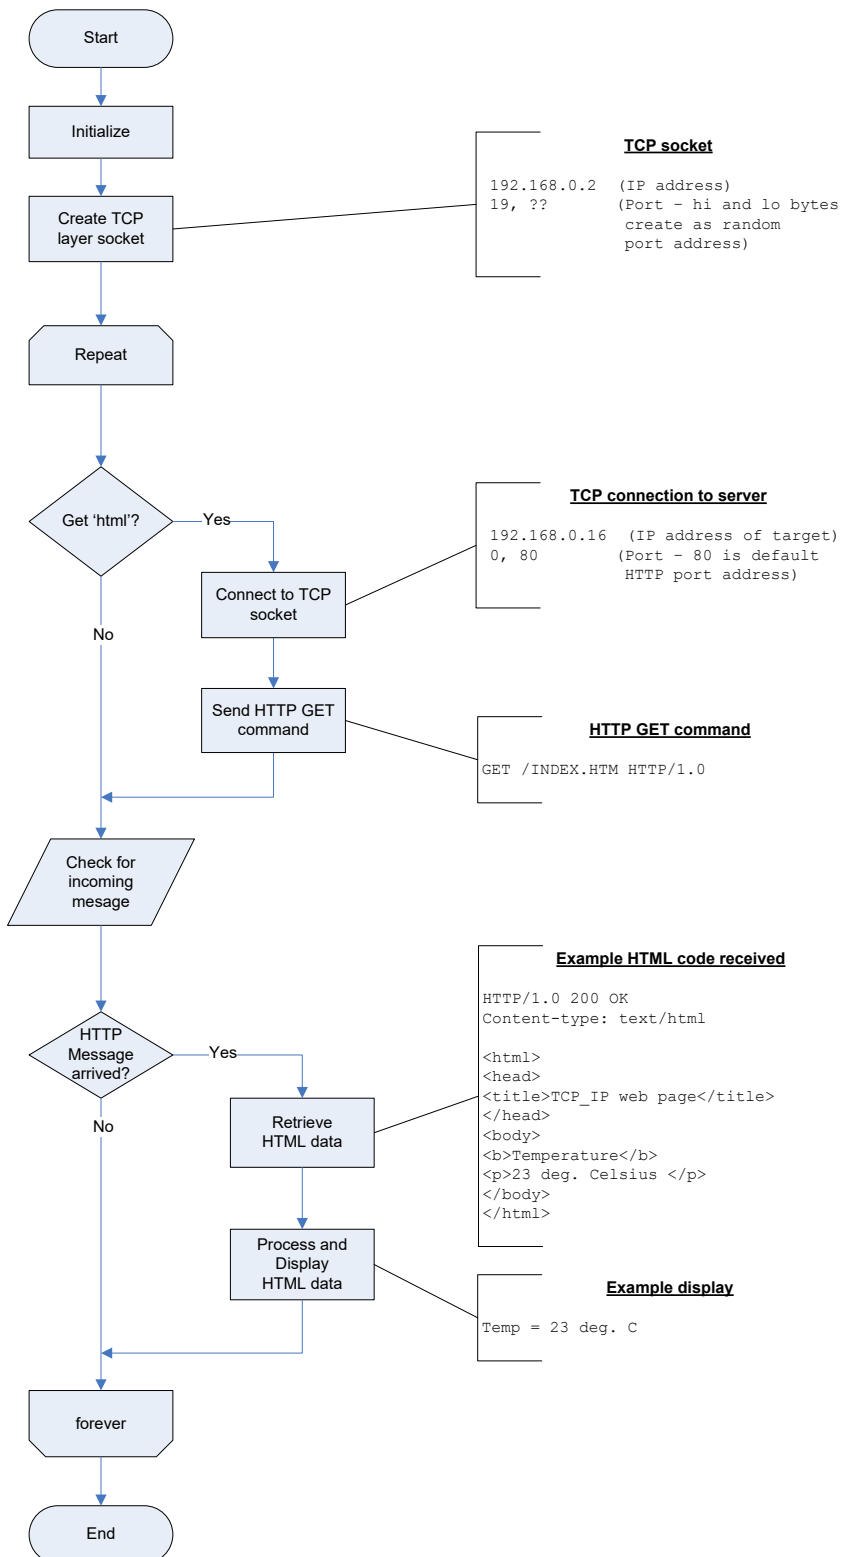 Start
Initialize
Create TCP
layer socket
TCP socket
192.168.0.2 (IP address)
19, ?? (Port – hi and lo bytes
create as random
port address)
Repeat
Get ‘html’?
Yes
No
Connect to TCP
socket
TCP connection to server
192.168.0.16 (IP address of target)
0, 80 (Port – 80 is default
HTTP port address)
Send HTTP GET
command
HTTP GET command
GET /INDEX.HTM HTTP/1.0
Check for
incoming
mesage
HTTP
Message
arrived?
Yes
No
Retrieve
HTML data
Example HTML code received
HTTP/1.0 200 OK
Content-type: text/html
<html>
<head>
<title>TCP_IP web page</title>
</head>
<body>
<b>Temperature</b>
<p>23 deg. Celsius </p>
</body>
</html>
Process and
Display
HTML data
Example display
Temp = 23 deg. C
forever
End